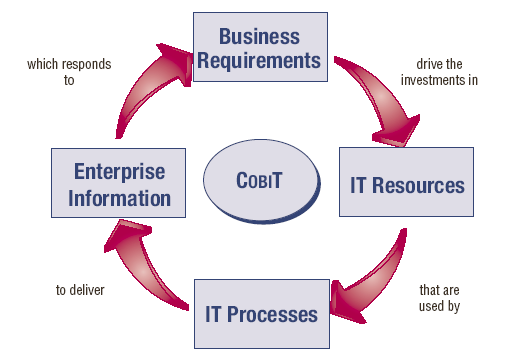 Business
Requirements
which responds
to
drive the
investments in
Enterprise
Information
COBIT
IT Resources
to deliver
IT Processes
that are
used by